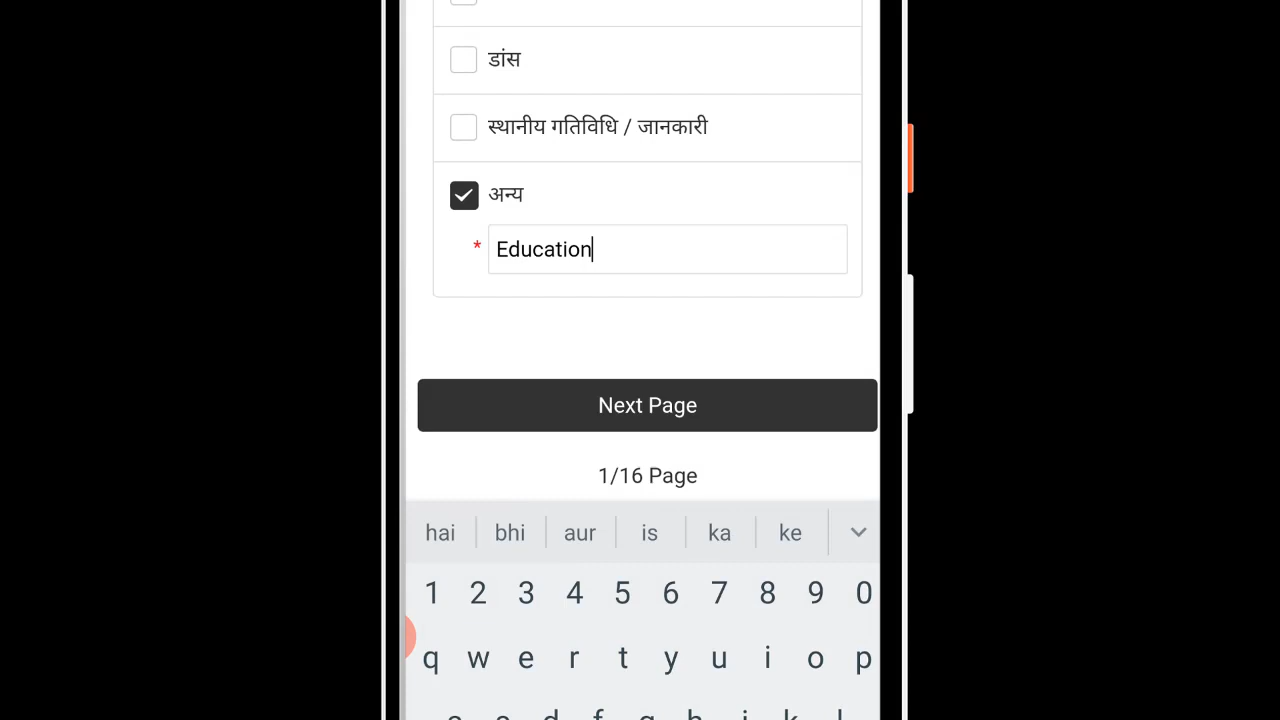 डांस
स्थानीय गतिविधि / जानकारी
अन्य
* Education
Next Page
1/16 Page
hai bhi aur is ka ke
1 2 3 4 5 6 7 8 9 0
q w e r t y u i o p